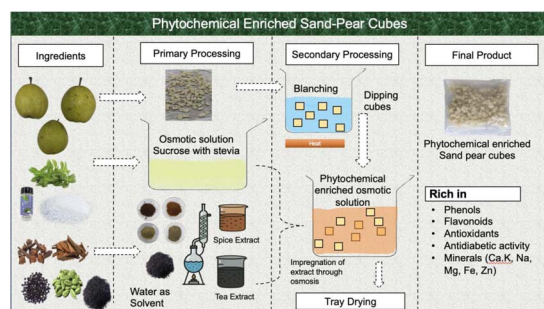 Phytochemical Enriched Sand-Pear Cubes
Ingredients
Primary Processing
Secondary Processing
Final Product
Blanching
Dipping
cubes
Heat
Osmotic solution
Sucrose with stevia
Phytochemical enriched
Sand pear cubes
Phytochemical
enriched osmotic
solution
Rich in
• Phenols
• Flavonoids
• Antioxidants
• Antidiabetic activity
• Minerals (Ca.K, Na,
Mg, Fe, Zn)
Spice Extract
Water as
Solvent
Tea Extract
Impregnation of
extract through
osmosis
Tray Drying